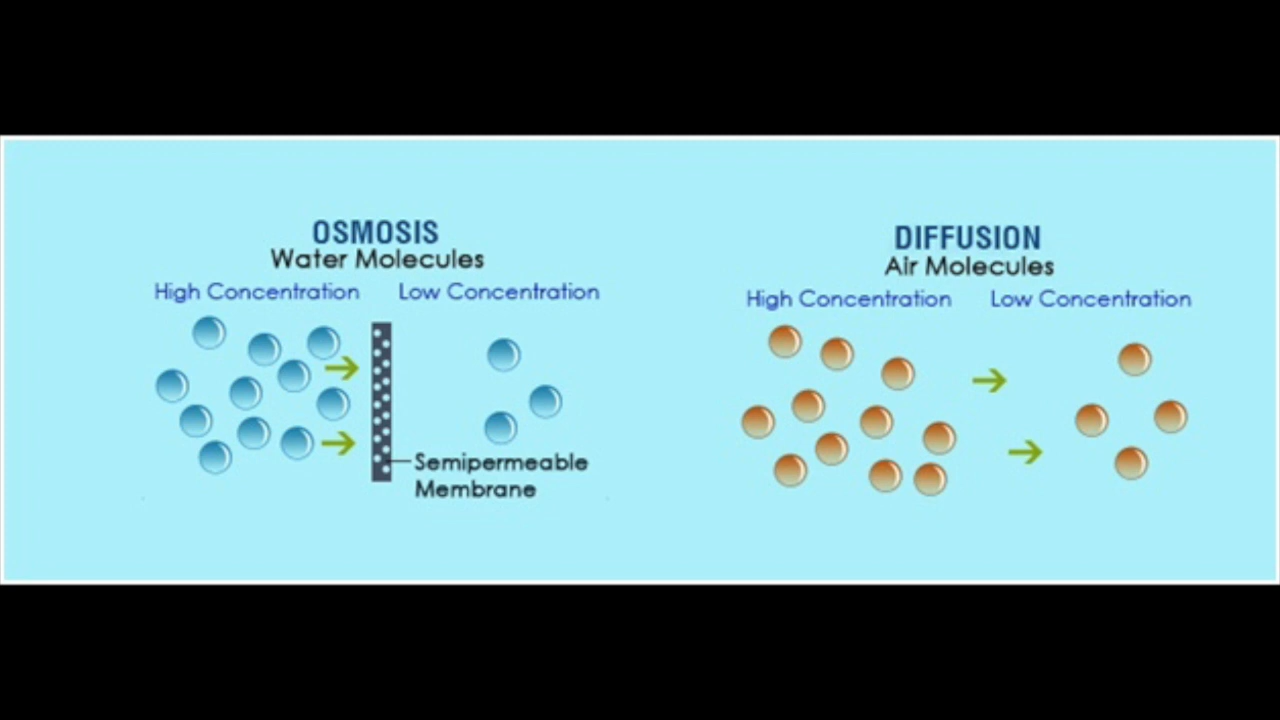 OSMOSIS
Water Molecules
High Concentration
Low Concentration
Semipermeable
Membrane
DIFFUSION
Air Molecules
High Concentration
Low Concentration